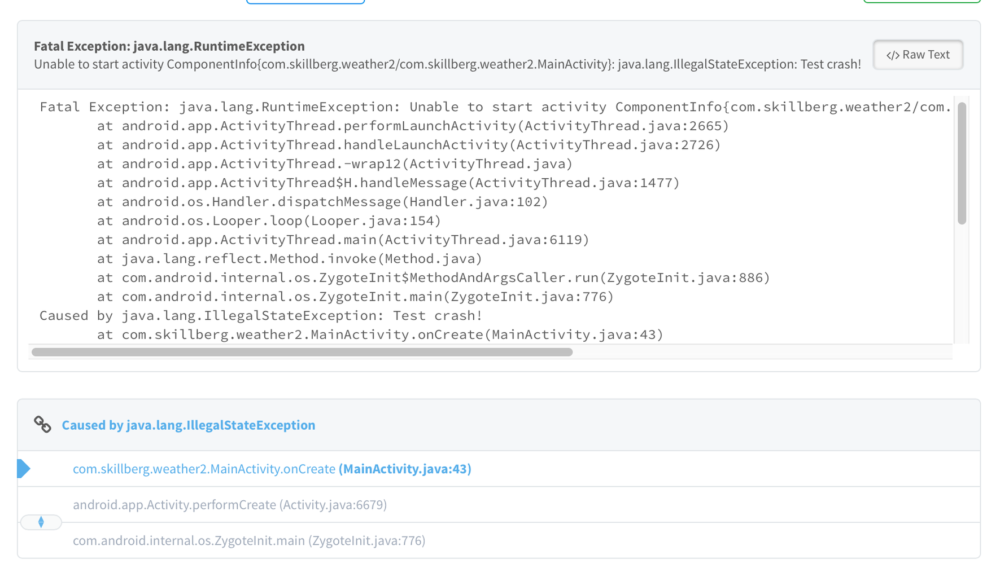 Fatal Exception: java.lang.RuntimeException
Unable to start activity ComponentInfo{com.skillberg.weather2/com.skillberg.weather2.MainActivity}: java.lang.IllegalStateException: Test crash!
</> Raw Text
Fatal Exception: java.lang.RuntimeException: Unable to start activity ComponentInfo{com.skillberg.weather2/com.
at android.app.ActivityThread.performLaunchActivity(ActivityThread.java:2665)
at android.app.ActivityThread.handleLaunchActivity(ActivityThread.java:2726)
at android.app.ActivityThread.-wrap12(ActivityThread.java)
at android.app.ActivityThread$H.handleMessage(ActivityThread.java:1477)
at android.os.Handler.dispatchMessage(Handler.java:102)
at android.os.Looper.loop(Looper.java:154)
at android.app.ActivityThread.main(ActivityThread.java:6119)
at java.lang.reflect.Method.invoke(Method.java)
at com.android.internal.os.ZygoteInit$MethodAndArgsCaller.run(ZygoteInit.java:886)
at com.android.internal.os.ZygoteInit.main(ZygoteInit.java:776)
Caused by java.lang.IllegalStateException: Test crash!
at com.skillberg.weather2.MainActivity.onCreate(MainActivity.java:43)
Caused by java.lang.IllegalStateException
com.skillberg.weather2.MainActivity.onCreate (MainActivity.java:43)
android.app.Activity.performCreate (Activity.java:6679)
com.android.internal.os.ZygoteInit.main (ZygoteInit.java:776)